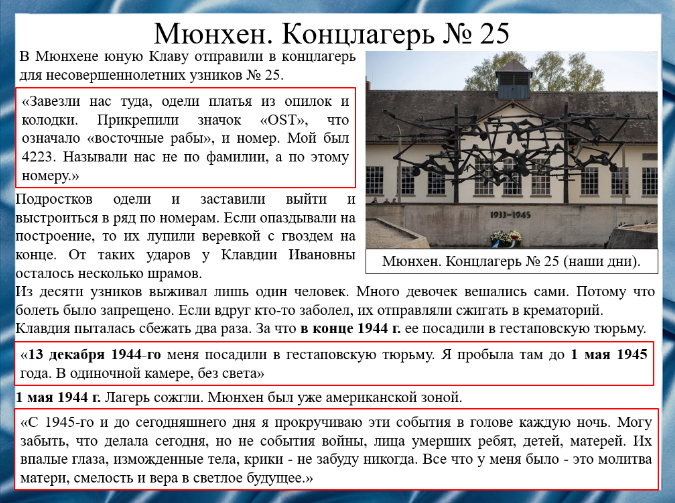 Мюнхен. Концлагерь № 25
В Мюнхене юную Клаву отправили в концлагерь
для несовершеннолетних узников № 25.
«Завезли нас туда, одели платья из опилок и
колодки. Прикрепили значок «OST», что
означало «восточные рабы», и номер. Мой был
4223. Называли нас не по фамилии, а по этому
номеру.»
Подростков одели и заставили выйти и
выстроиться в ряд по номерам. Если опаздывали на
построение, то их лупили веревкой с гвоздем на
конце. От таких ударов у Клавдии Ивановны
осталось несколько шрамов.
1933-1945
Мюнхен. Концлагерь № 25 (наши дни).
Из десяти узников выживал лишь один человек. Много девочек вешались сами. Потому что
болеть было запрещено. Если вдруг кто-то заболел, их отправляли сжигать в крематорий.
Клавдия пыталась сбежать два раза. За что в конце 1944 г. ее посадили в гестаповскую тюрьму.
«13 декабря 1944-го меня посадили в гестаповскую тюрьму. Я пробыла там до 1 мая 1945
года. В одиночной камере, без света»
1 мая 1944 г. Лагерь сожгли. Мюнхен был уже американской зоной.
«С 1945-го и до сегодняшнего дня я прокручиваю эти события в голове каждую ночь. Могу
забыть, что делала сегодня, но не события войны, лица умерших ребят, детей, матерей. Их
впалые глаза, изможденные тела, крики - не забуду никогда. Все что у меня было - это молитва
матери, смелость и вера в светлое будущее.»